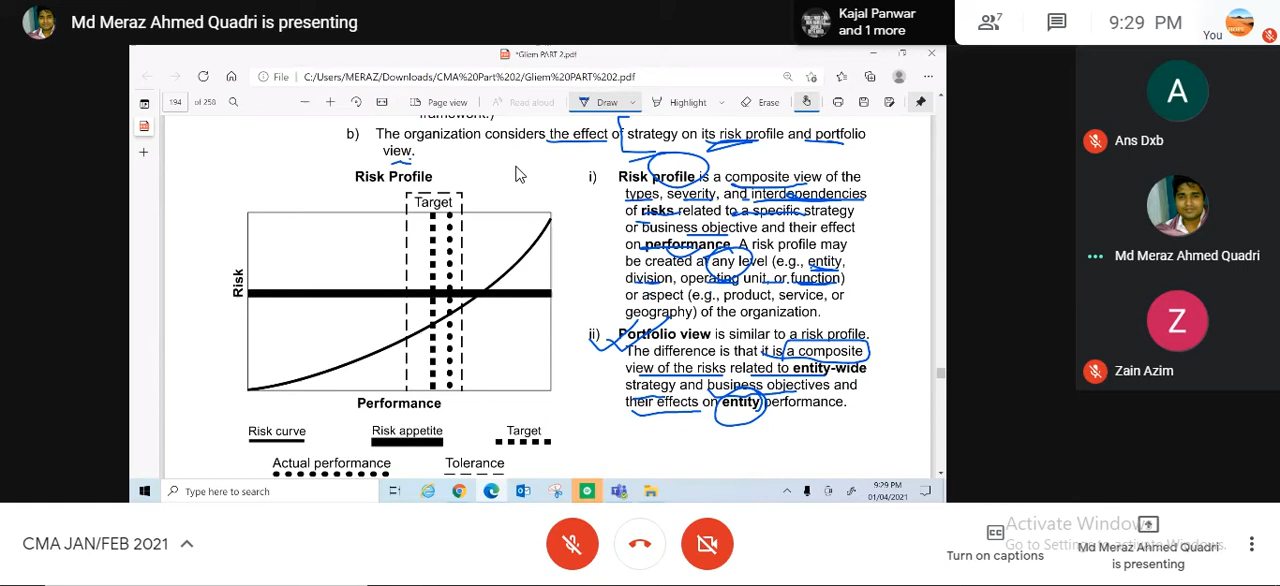 Md Meraz Ahmed Quadri is presenting
Kajal Panwar
and 1 more
7
9:29 PM
You
*Gliem PART 2.pdf
File | C:/Users/MERAZ/Downloads/CMA%20Part%202/Gliem%20PART%202.pdf
194 of 258
Page view
Read aloud
Draw
Highlight
Erase
framework.)
b) The organization considers the effect of strategy on its risk profile and portfolio
view.
Risk Profile
Target
Risk
Performance
Risk curve
Risk appetite
Target
Actual performance
Tolerance
i) Risk profile is a composite view of the
types, severity, and interdependencies
of risks related to a specific strategy
or business objective and their effect
on performance. A risk profile may
be created at any level (e.g., entity,
division, operating unit, or function)
or aspect (e.g., product, service, or
geography) of the organization.
ii) Portfolio view is similar to a risk profile.
The difference is that it is a composite
view of the risks related to entity-wide
strategy and business objectives and
their effects on entity performance.
A
Ans Dxb
Md Meraz Ahmed Quadri
Z
Zain Azim
Type here to search
9:29 PM
01/04/2021
CMA JAN/FEB 2021
CC
Turn on captions
Activate Windows
Go to Settings to activate Windows.
Md Meraz Ahmed Quadri
is presenting